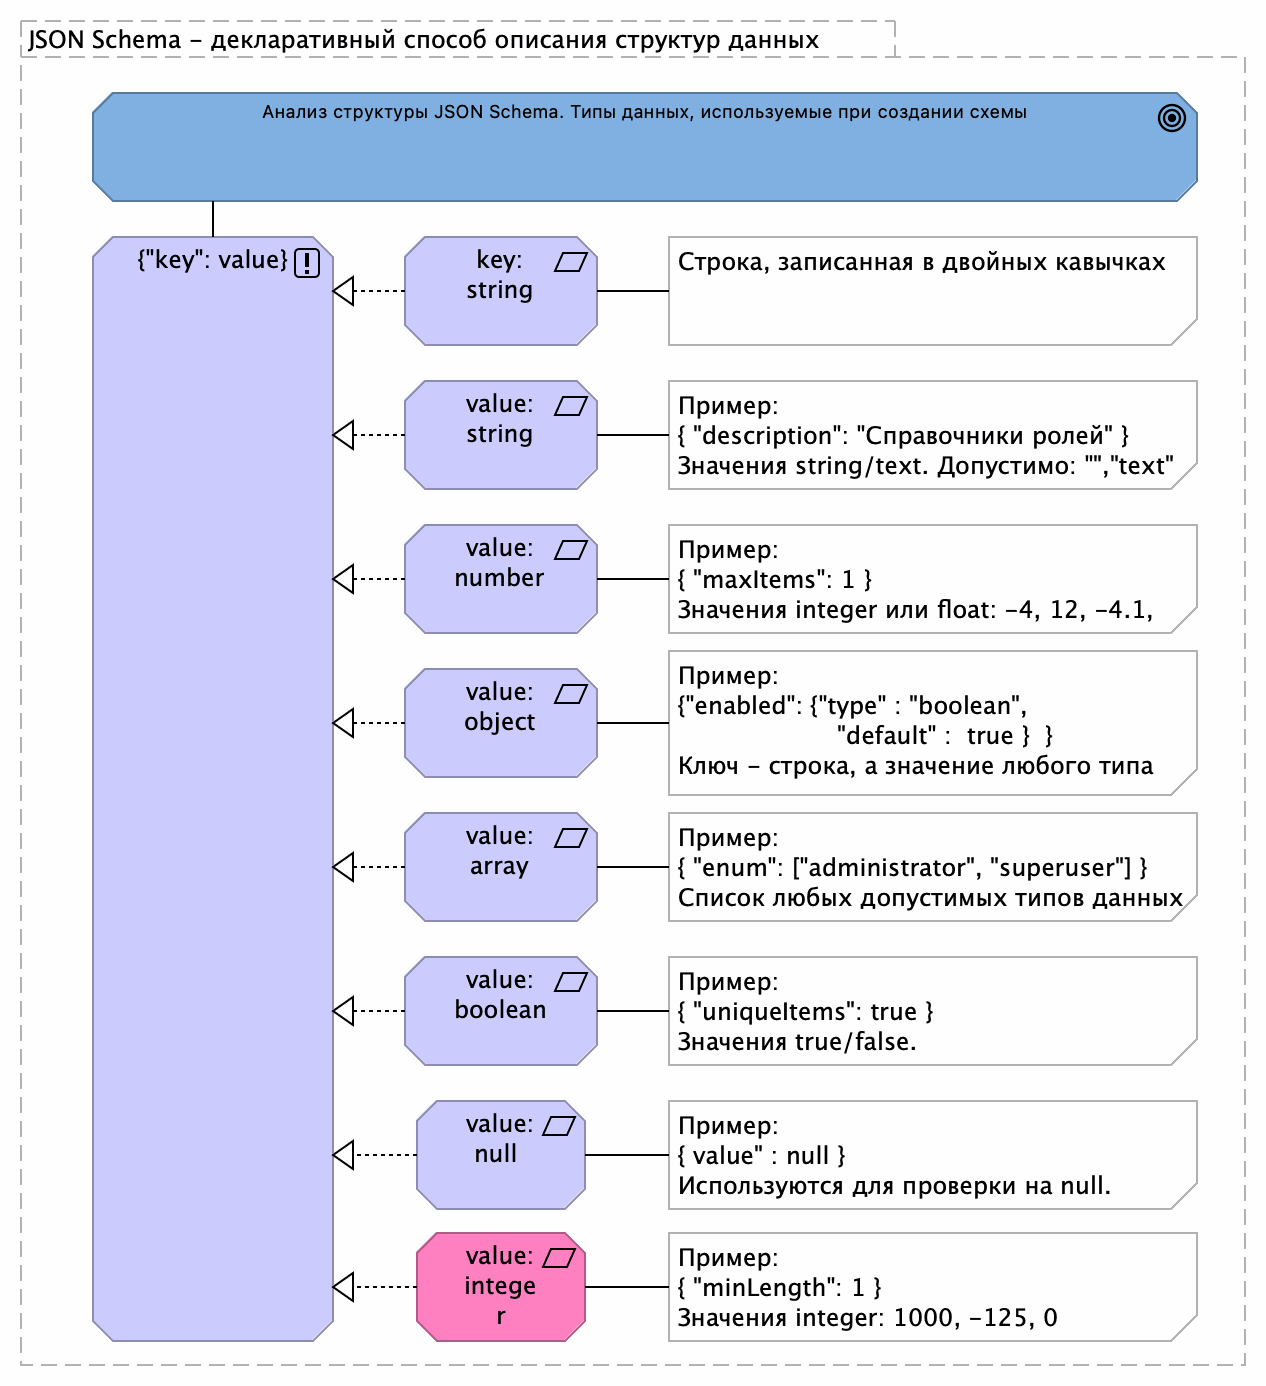 JSON Schema – декларативный способ описания структур данных
Анализ структуры JSON Schema. Типы данных, используемые при создании схемы
{"key": value}
key:
string
Строка, записанная в двойных кавычках
value:
string
Пример:
{ "description": "Справочники ролей" }
Значения string/text. Допустимо: "","text"
value:
number
Пример:
{ "maxItems": 1 }
Значения integer или float: –4, 12, –4.1,
value:
object
Пример:
{"enabled": {"type" : "boolean",
"default" :  true }  }
Ключ – строка, а значение любого типа
value:
array
Пример:
{ "enum": ["administrator", "superuser"] }
Список любых допустимых типов данных
value:
boolean
Пример:
{ "uniqueItems": true }
Значения true/false.
value:
null
Пример:
{ value" : null }
Используются для проверки на null.
value:
intege
r
Пример:
{ "minLength": 1 }
Значения integer: 1000, –125, 0